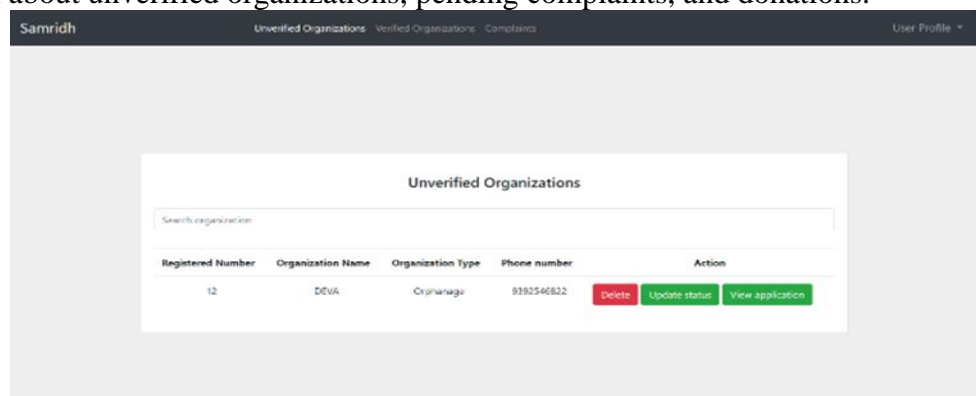 about unverified organizations, pending complaints, and donations.
Samridh Unverified Organizations Verified Organizations Complaints User Profile
Unverified Organizations
Search organization
Registered Number Organization Name Organization Type Phone number Action
12 DEVA Orphanage 9392546822 Delete Update status View application